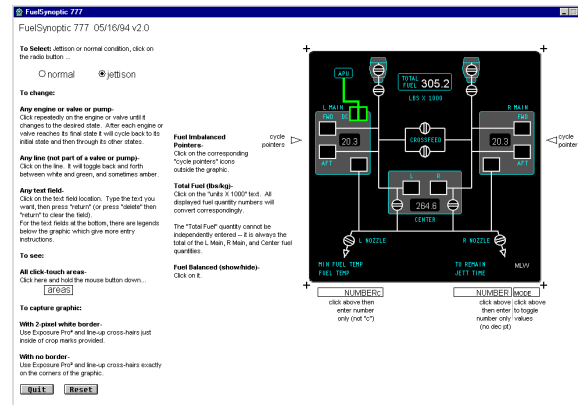 FuelSynoptic 777
FuelSynoptic 777 05/16/94 v2.0
To Select: Jettison or normal condition, click on
the radio button ...
normal jettison
To change:
Any engine or valve or pump-
Click repeatedly on the engine or valve until it
changes to the desired state. After each engine or
valve reaches its final state it will cycle back to its
initial state and then through its other states.
Any line (not part of a valve or pump)-
Click on the line. It will toggle back and forth
between white and green, and sometimes amber.
Any text field-
Click on the text field location. Type the text you
want, then press "return" (or press "delete" then
"return" to clear the field).
For the text fields at the bottom, there are legends
below the graphic which give more entry
instructions.
To see:
All click-touch areas-
Click here and hold the mouse button down...
areas
To capture graphic:
With 2-pixel white border-
Use Exposure Pro² and line-up cross-hairs just
inside of crop marks provided.
With no border-
Use Exposure Pro² and line-up cross-hairs exactly
on the corners of the graphic.
Quit Reset
Fuel Imbalanced
Pointers-
Click on the corresponding
"cycle pointers" icons
outside the graphic.
Total Fuel (lbs/kg)-
Click on the "units X 1000" text. All
displayed fuel quantity numbers will
convert correspondingly.
The "Total Fuel" quantity cannot be
independently entered -- it is always the
total of the L Main, R Main, and Center fuel
quantities.
Fuel Balanced (show/hide)-
Click on it.
cycle
pointers
APU
TOTAL
FUEL 305.2
LBS X 1000
L MAIN
FWD DC
20.3
AFT
CROSSFEED
R MAIN
FWD
20.3
AFT
L R
264.6
CENTER
L NOZZLE
R NOZZLE
MIN FUEL TEMP
FUEL TEMP
TO REMAIN
JETT TIME
MLW
cycle
pointers
NUMBERc
click above then
enter number
only (not "c")
NUMBER MODE
click above click above
then enter to toggle
number only values
(no dec pt)